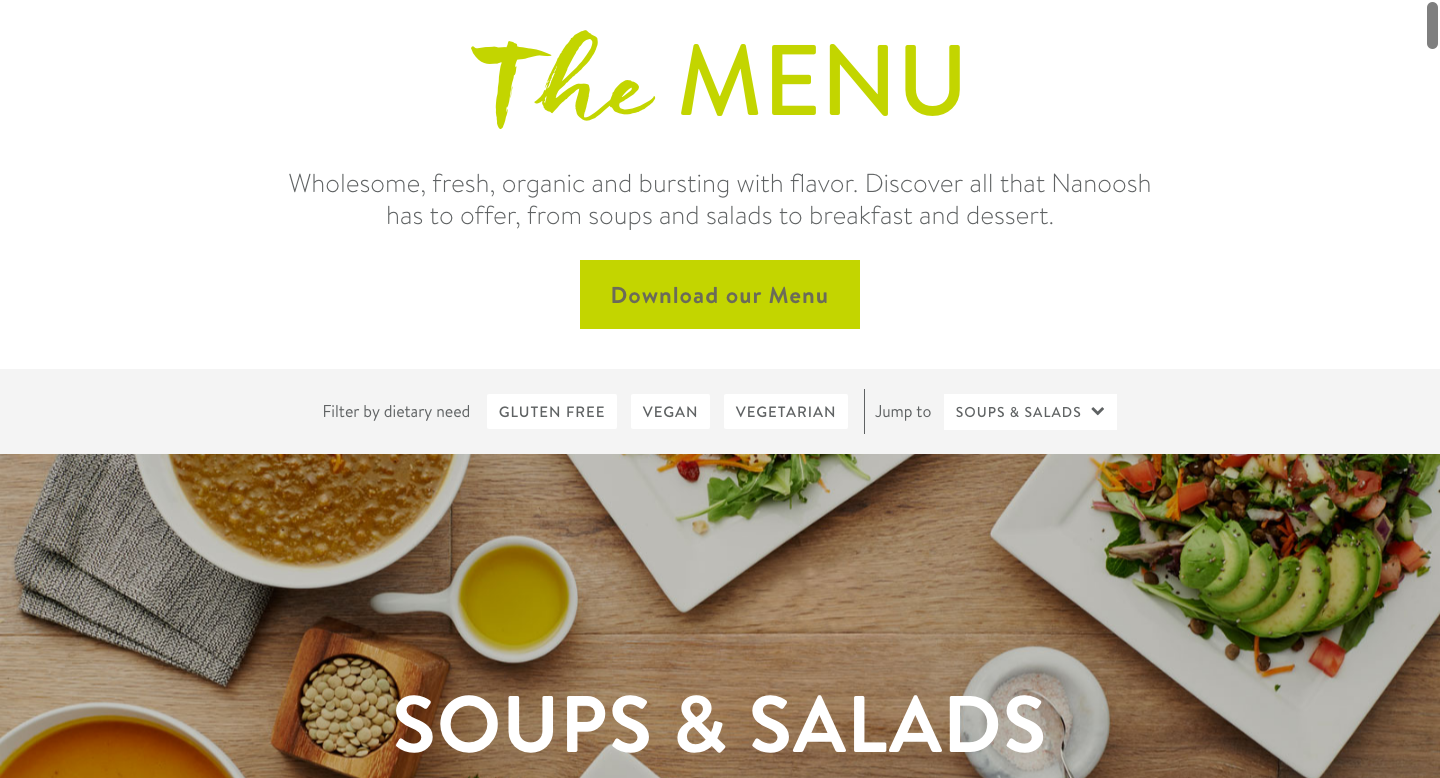 The MENU
Wholesome, fresh, organic and bursting with flavor. Discover all that Nanoosh
has to offer, from soups and salads to breakfast and dessert.
Download our Menu
Filter by dietary need GLUTEN FREE VEGAN VEGETARIAN Jump to SOUPS & SALADS
SOUPS & SALADS